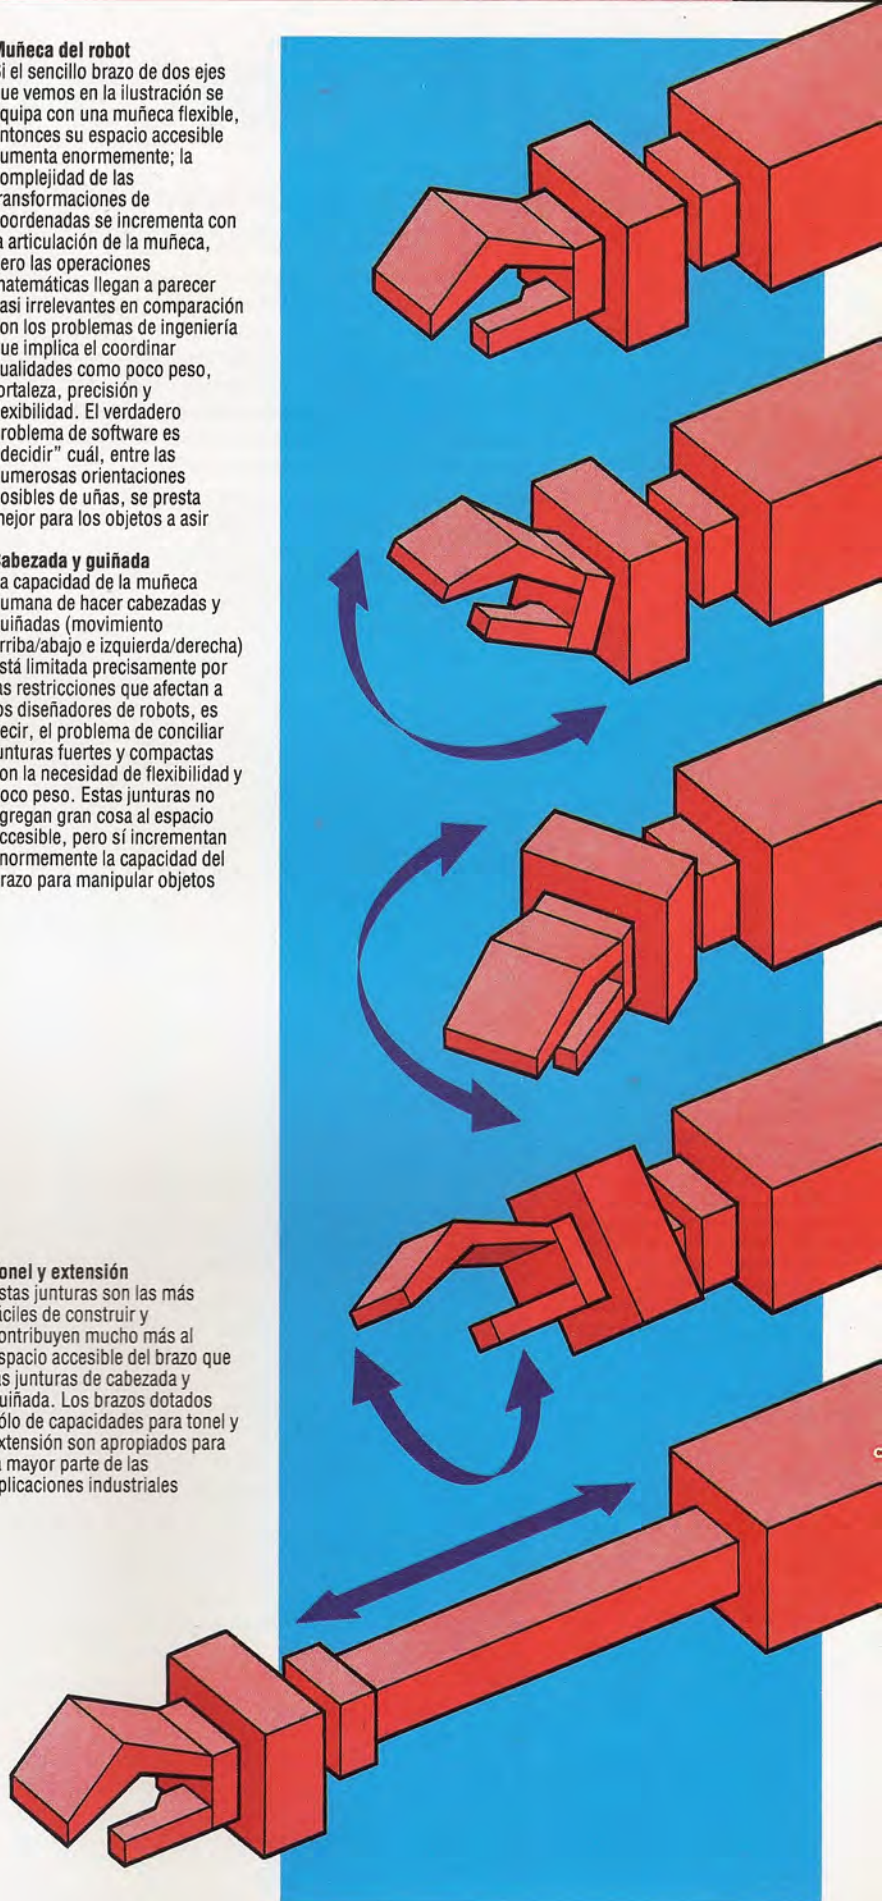 Muñeca del robot
i el sencillo brazo de dos ejes
ue vemos en la ilustración se
quipa con una muñeca flexible,
ntonces su espacio accesible
umenta enormemente; la
omplejidad de las
ransformaciones de
oordenadas se incrementa con
a articulación de la muñeca,
ero las operaciones
natemáticas llegan a parecer
asi irrelevantes en comparación
on los problemas de ingeniería
ue implica el coordinar
ualidades como poco peso,
ortaleza, precisión y
exibilidad. El verdadero
roblema de software es
decidir" cuál, entre las
umerosas orientaciones
osibles de uñas, se presta
nejor para los objetos a asir
Cabezada y guiñada
a capacidad de la muñeca
umana de hacer cabezadas y
uiñadas (movimiento
rriba/abajo e izquierda/derecha)
stá limitada precisamente por
as restricciones que afectan a
os diseñadores de robots, es
ecir, el problema de conciliar
unturas fuertes y compactas
on la necesidad de flexibilidad y
oco peso. Estas junturas no
gregan gran cosa al espacio
ccesible, pero sí incrementan
normemente la capacidad del
razo para manipular objetos
onel y extensión
stas junturas son las más
áciles de construir y
ontribuyen mucho más al
spacio accesible del brazo que
as junturas de cabezada y
uiñada. Los brazos dotados
ólo de capacidades para tonel y
xtensión son apropiados para
a mayor parte de las
plicaciones industriales